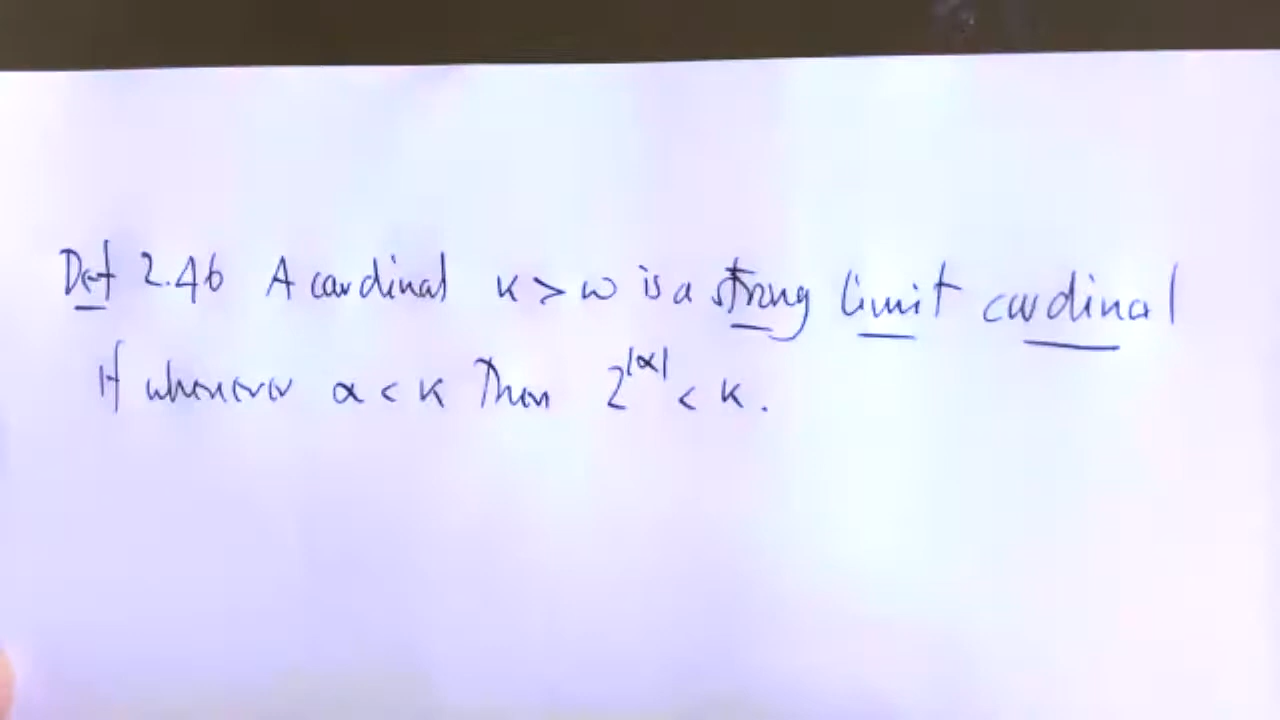 Def 2.46 A cardinal κ > ω is a strong limit cardinal
if whenever α < κ then 2^|α| < κ.